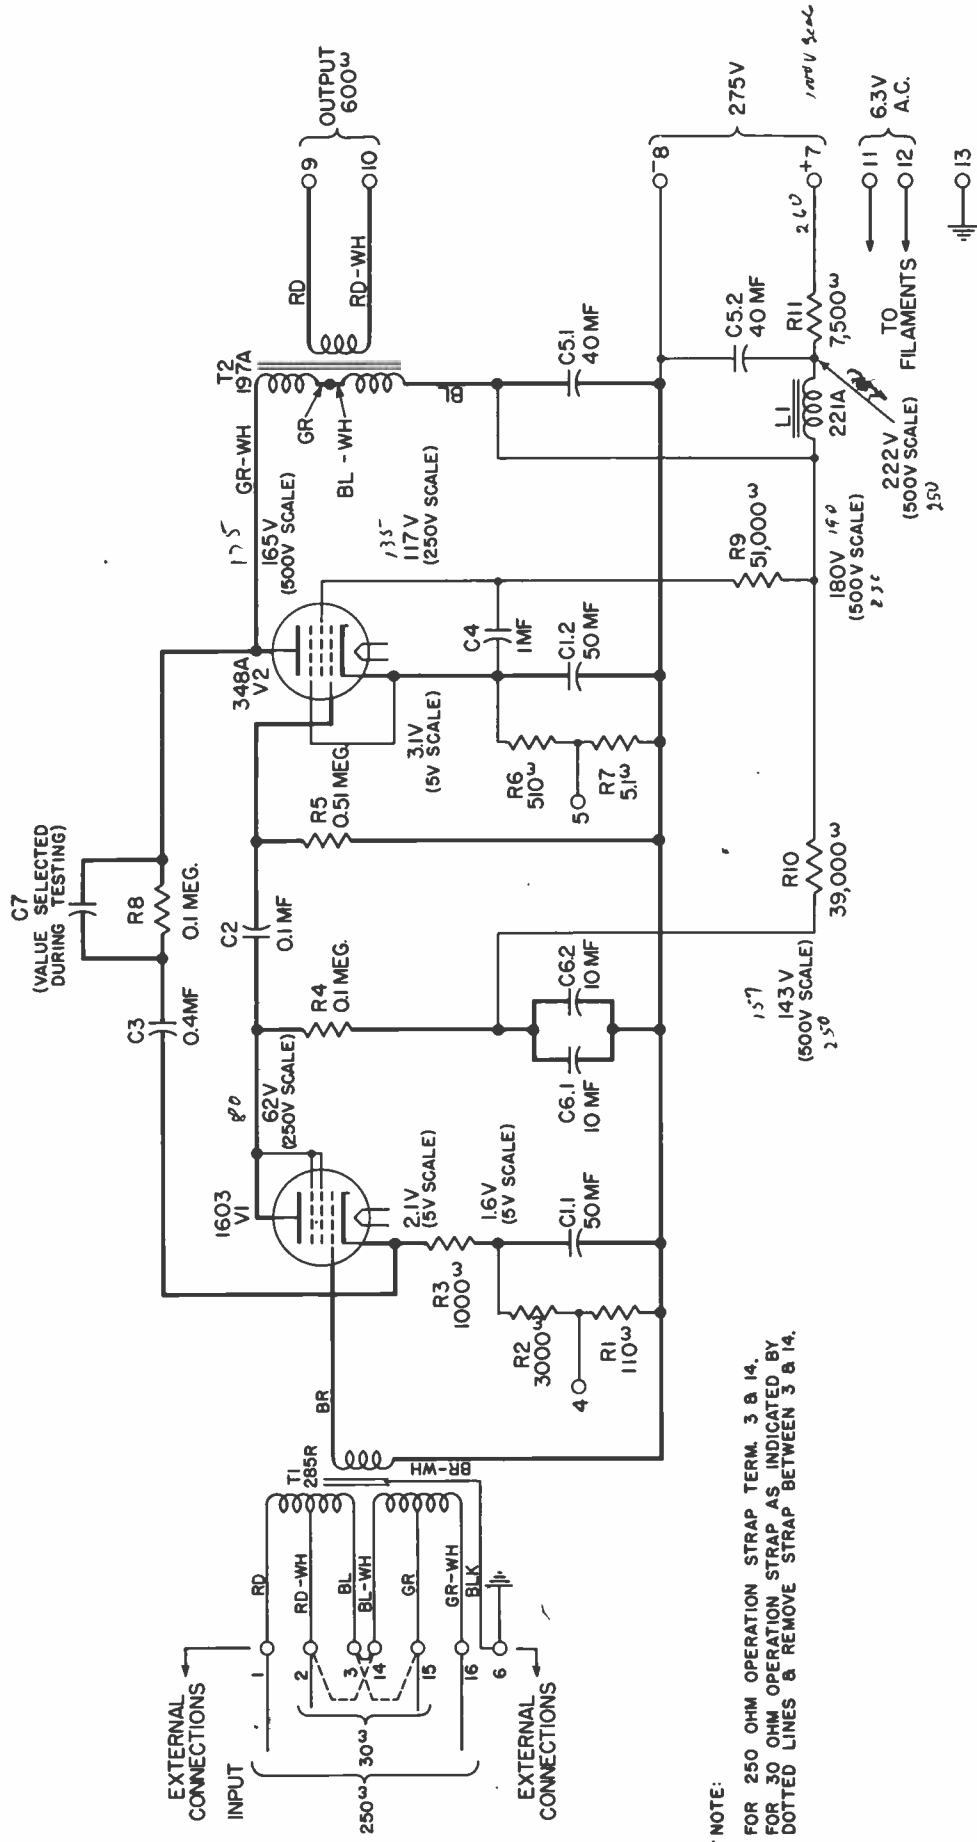 EXTERNAL
CONNECTIONS
INPUT
250ω
30ω
1
2
3
14
15
16
6
EXTERNAL
CONNECTIONS
RD
RD-WH
BL
BL-WH
GR
GR-WH
BLK
T1
285R
BR
BR-WH
1603
V1
80
62V
(250V SCALE)
2.1V
(5V SCALE)
R3
1000ω
1.6V
(5V SCALE)
R2
3000ω
4
R1
110ω
C1.1
50MF
C3
0.4MF
C7
(VALUE SELECTED
DURING TESTING)
R8
0.1 MEG.
C2
0.1 MF
R4
0.1 MEG.
R5
0.51 MEG.
C6.1
10 MF
C6.2
10 MF
157
143V
(500V SCALE)
250
R10
39,000ω
348A
V2
175
165V
(500V SCALE)
135
117V
(250V SCALE)
3.1V
(5V SCALE)
R6
510ω
5
R7
5.1ω
C4
1MF
C1.2
50 MF
R9
51,000ω
180V 190
(500V SCALE)
250
GR-WH
T2
197A
GR
BL-WH
BL
C5.1
40 MF
L1
221A
222V
(500V SCALE)
250
C5.2
40 MF
R11
7,500ω
260
RD
RD-WH
9
10
OUTPUT
600ω
-8
275V
+7
TO
FILAMENTS
11
12
6.3V
A.C.
13
NOTE:
FOR 250 OHM OPERATION STRAP TERM. 3 & 14.
FOR 30 OHM OPERATION STRAP AS INDICATED BY
DOTTED LINES & REMOVE STRAP BETWEEN 3 & 14.